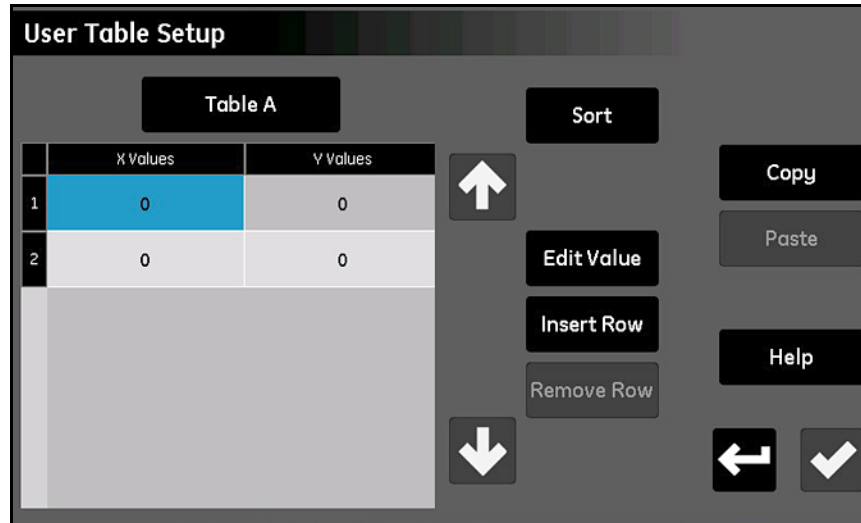 User Table Setup
Table A
Sort
X Values Y Values
Copy
1 0 0
Paste
2 0 0
Edit Value
Insert Row
Help
Remove Row